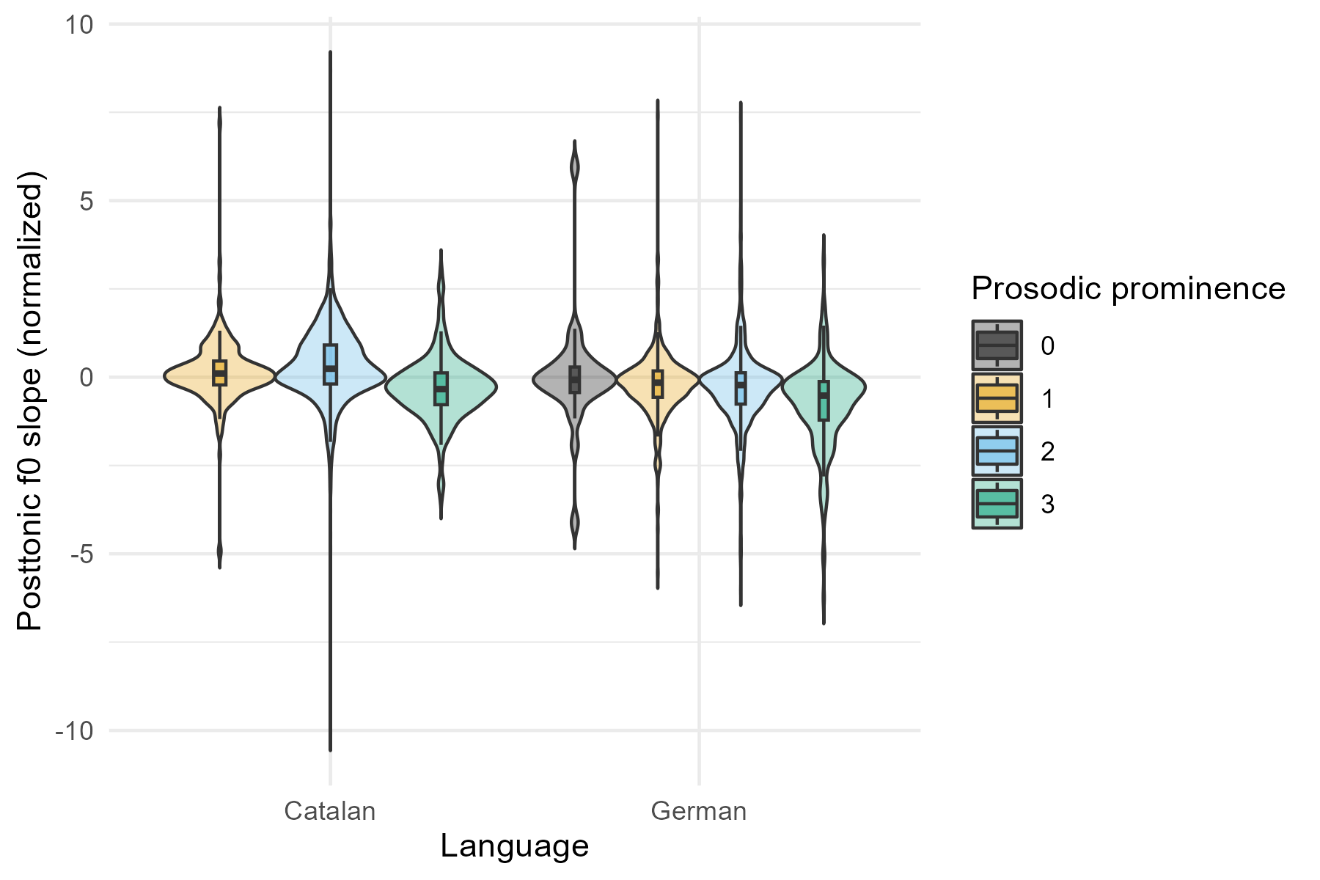 Posttonic f0 slope (normalized)
10
5
0
-5
-10
Catalan
German
Language
Prosodic prominence
0
1
2
3